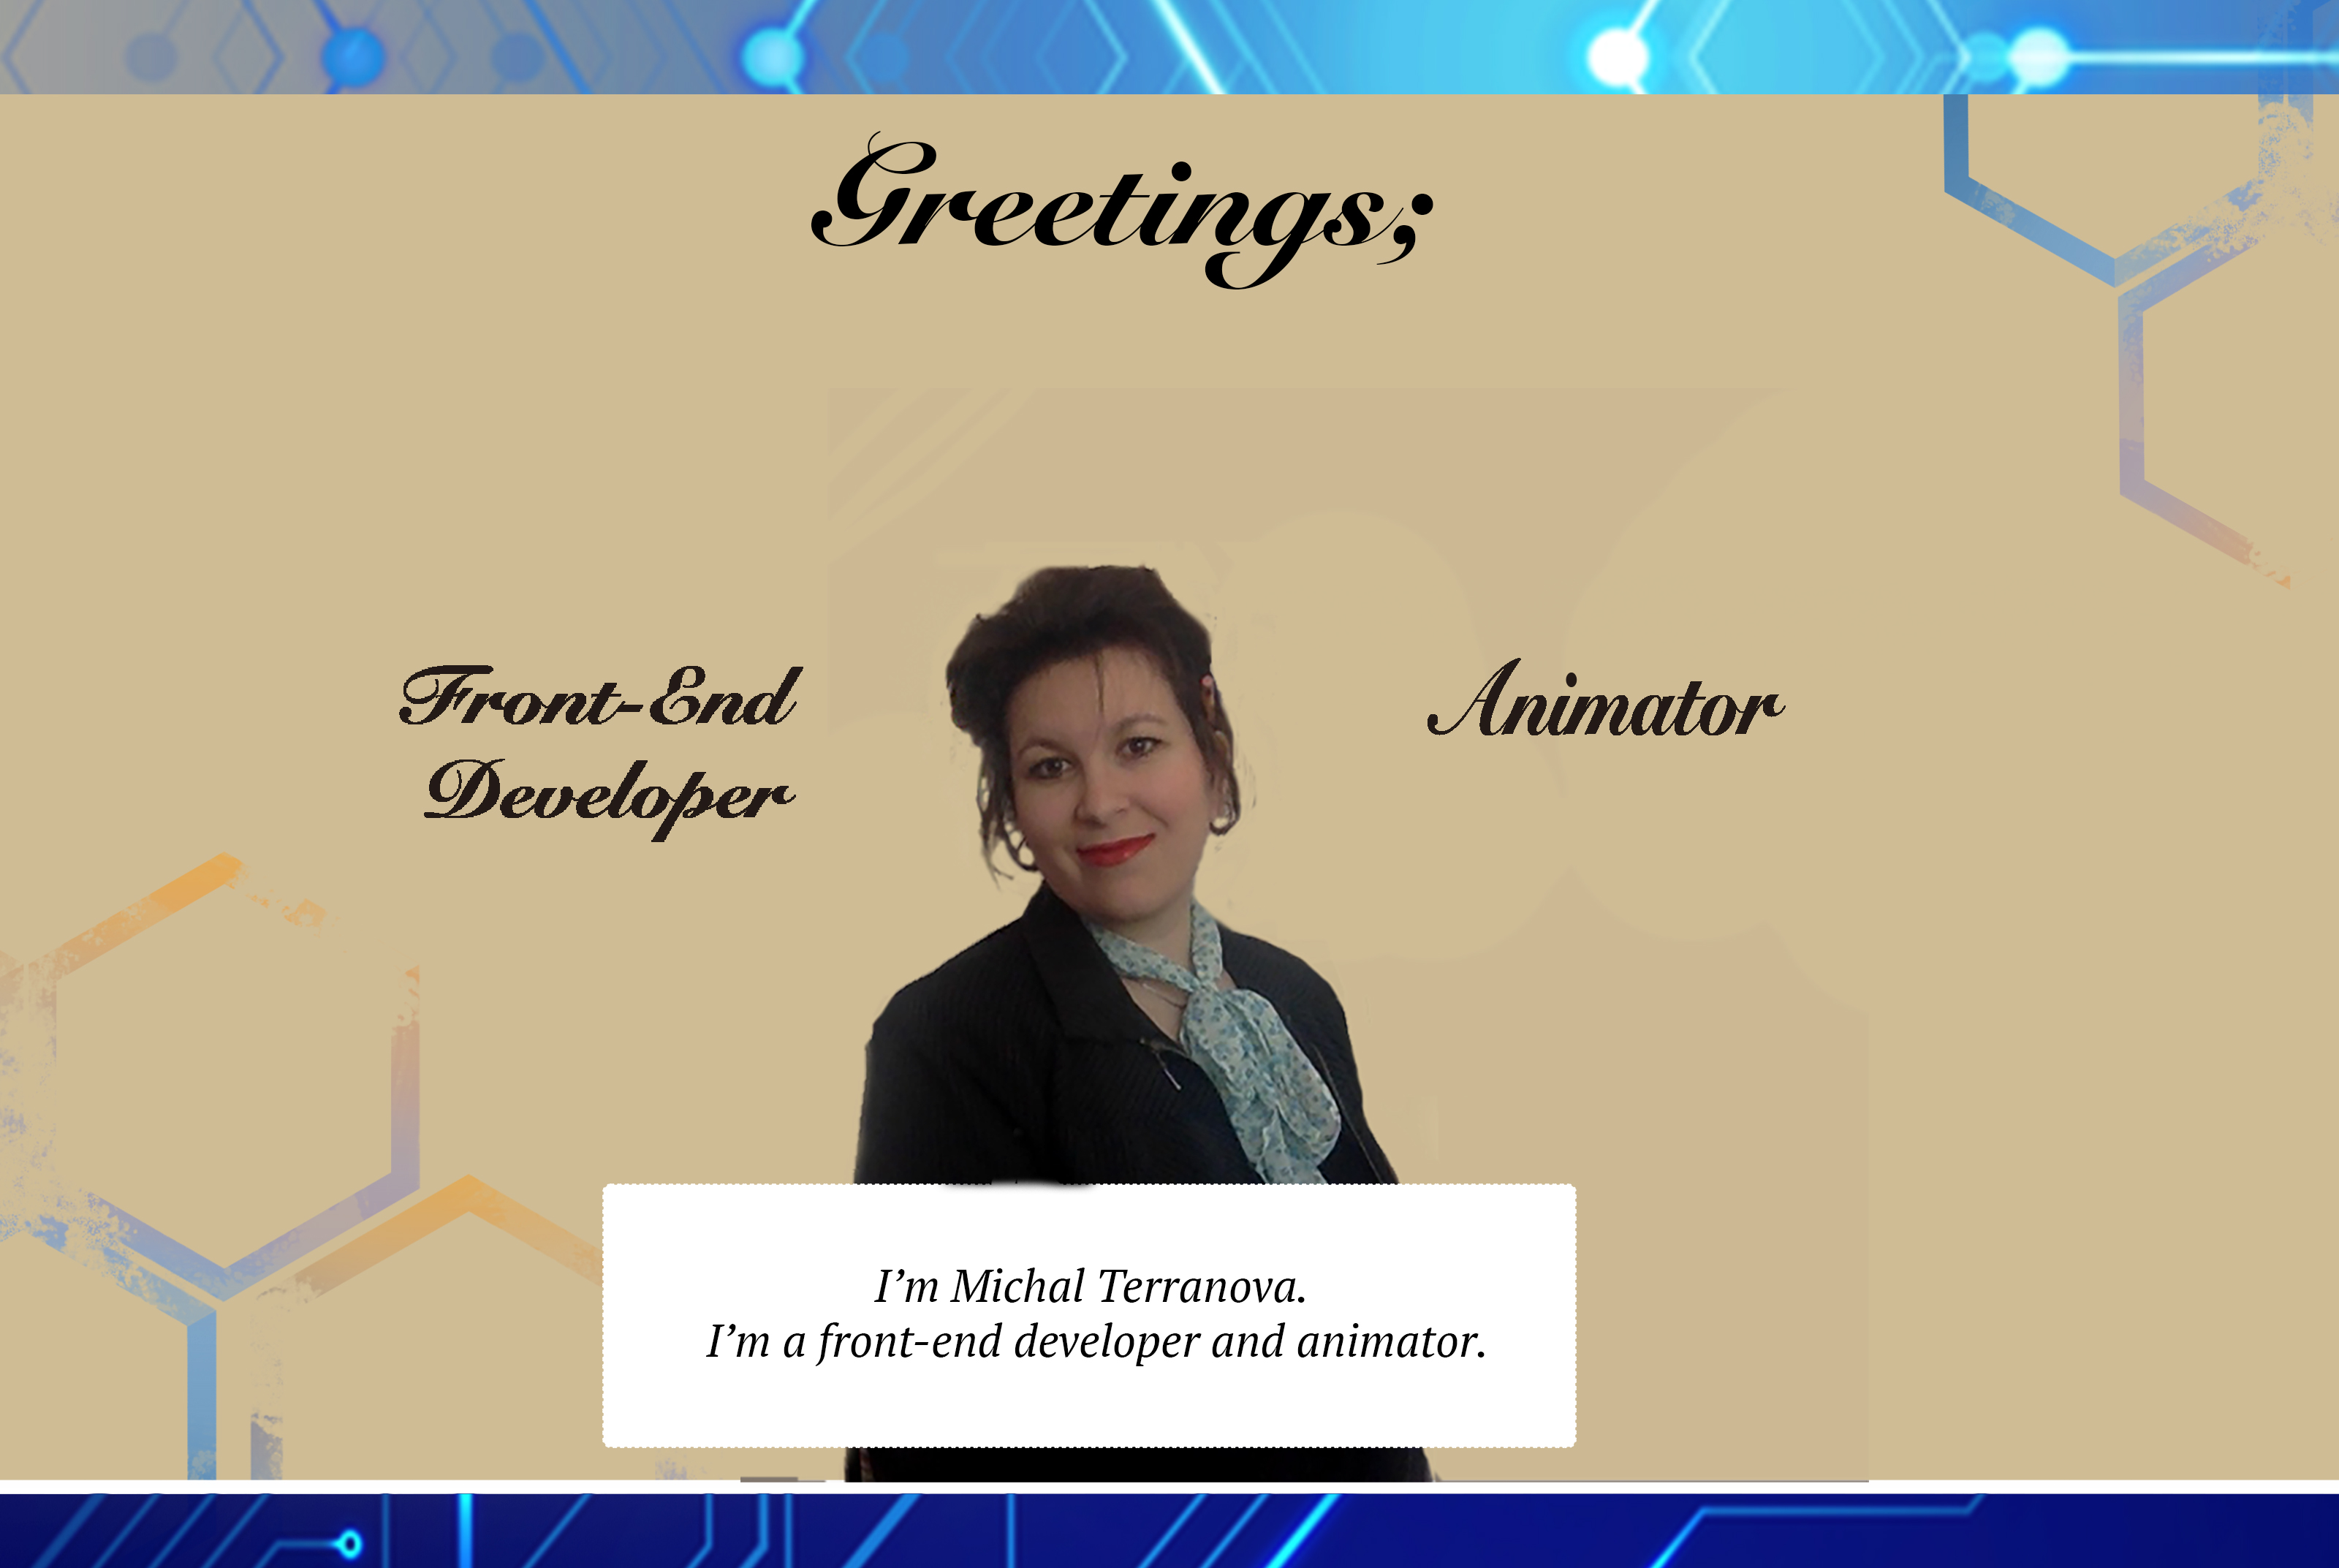 Greetings;
Front-End
Developer
Animator
I’m Michal Terranova.
I’m a front-end developer and animator.